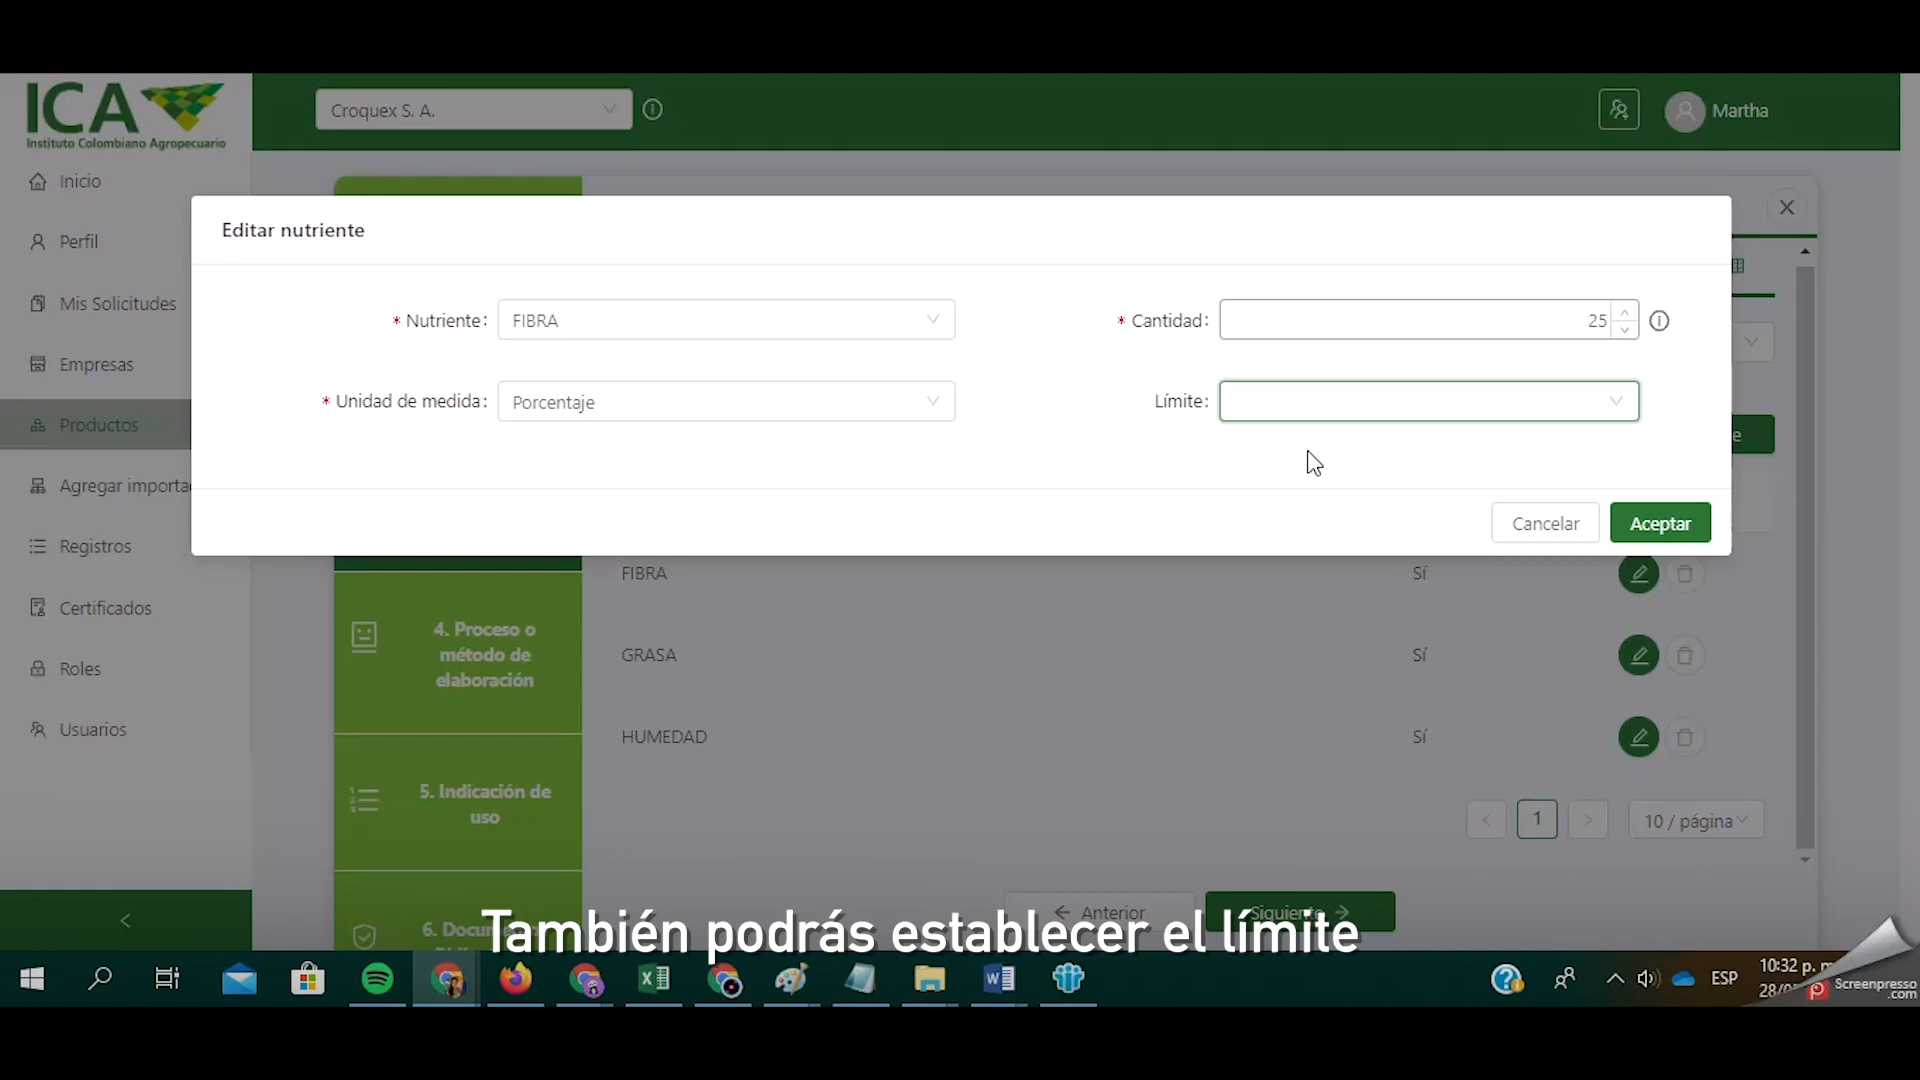 ICA
Instituto Colombiano Agropecuario
Croquex S. A.
Martha
Inicio
Perfil
Mis Solicitudes
Empresas
Productos
Agregar importa
Registros
Certificados
Roles
Usuarios
Editar nutriente
* Nutriente:
FIBRA
* Cantidad:
25
* Unidad de medida:
Porcentaje
Límite:
Cancelar
Aceptar
e
FIBRA
Sí
GRASA
Sí
HUMEDAD
Sí
4. Proceso o
método de
elaboración
5. Indicación de
uso
6. Docum
1
10 / página
Anterior
Siguiente
También podrás establecer el límite
ESP
10:32 p. m
28/0
Screenpresso
.com